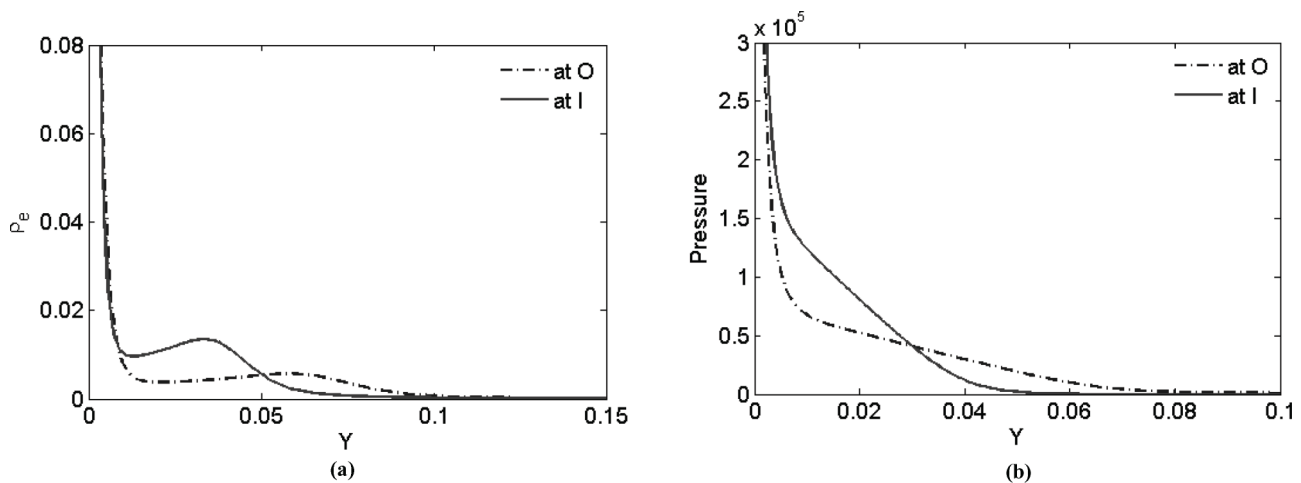 0.08
0.06
0.04
0.02
0
Pe
at O
at I
0 0.05 0.1 0.15
Y
(a)
x 10^5
3
2.5
2
1.5
1
0.5
0
Pressure
at O
at I
0 0.02 0.04 0.06 0.08 0.1
Y
(b)